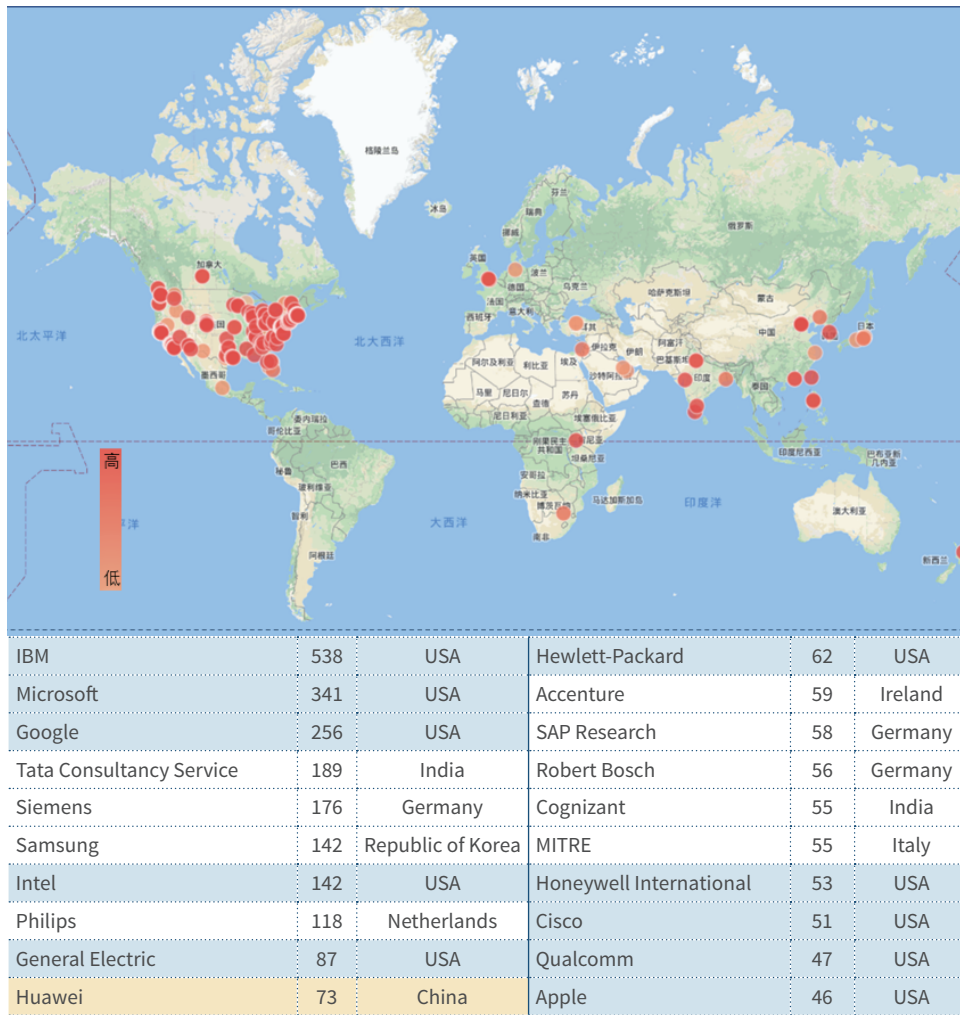 格陵兰岛
冰岛
芬兰
瑞典
挪威
俄罗斯
英国
波兰
德国
乌克兰
法国
意大利
西班牙
哈萨克斯坦
蒙古
加拿大
北太平洋
北大西洋
中国
日本
阿富汗
伊拉克
伊朗
巴基斯坦
墨西哥
阿尔及利亚
利比亚
埃及
沙特阿拉
印度
泰国
马里
尼日尔
苏丹
乍得
尼日利亚
埃塞俄比亚
委内瑞拉
哥伦比亚
刚果民主
共和国
肯尼亚
坦桑尼亚
印度尼西亚
巴布亚新
几内亚
高
秘鲁
巴西
玻利维亚
安哥拉
纳米比亚
博茨瓦纳
马达加斯加岛
智利
平洋
大西洋
印度洋
澳大利亚
南非
阿根廷
新西兰
低
IBM 538 USA Hewlett-Packard 62 USA
Microsoft 341 USA Accenture 59 Ireland
Google 256 USA SAP Research 58 Germany
Tata Consultancy Service 189 India Robert Bosch 56 Germany
Siemens 176 Germany Cognizant 55 India
Samsung 142 Republic of Korea MITRE 55 Italy
Intel 142 USA Honeywell International 53 USA
Philips 118 Netherlands Cisco 51 USA
General Electric 87 USA Qualcomm 47 USA
Huawei 73 China Apple 46 USA